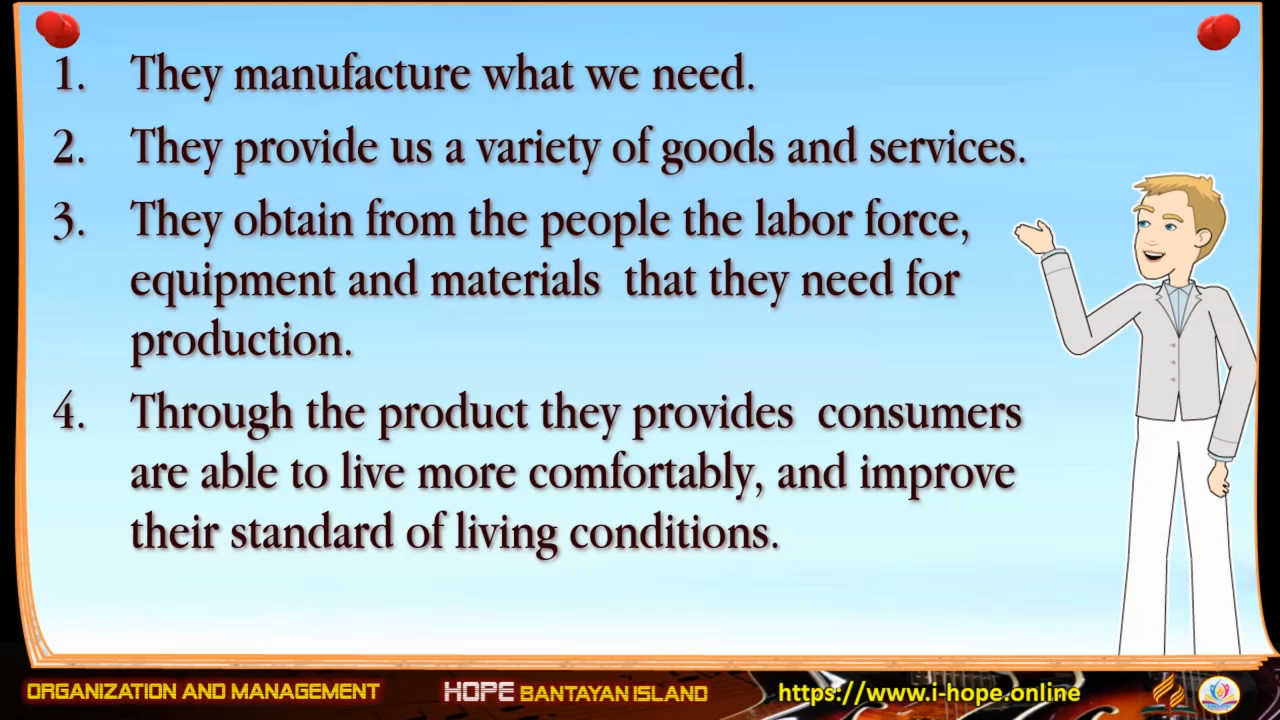 1. They manufacture what we need.
2. They provide us a variety of goods and services.
3. They obtain from the people the labor force,
equipment and materials that they need for
production.
4. Through the product they provides consumers
are able to live more comfortably, and improve
their standard of living conditions.
ORGANIZATION AND MANAGEMENT HOPE BANTAYAN ISLAND https://www.i-hope.online